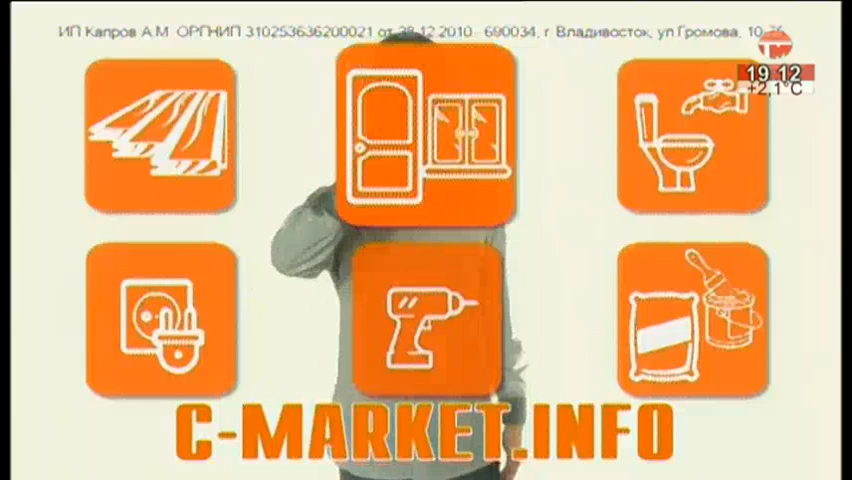 ИП Капров А.М ОРГНИП 310253636200021 от 28.12.2010 - 690034, г. Владивосток, ул.Громова, 10-
19 12
+2,1°C
C-MARKET.INFO